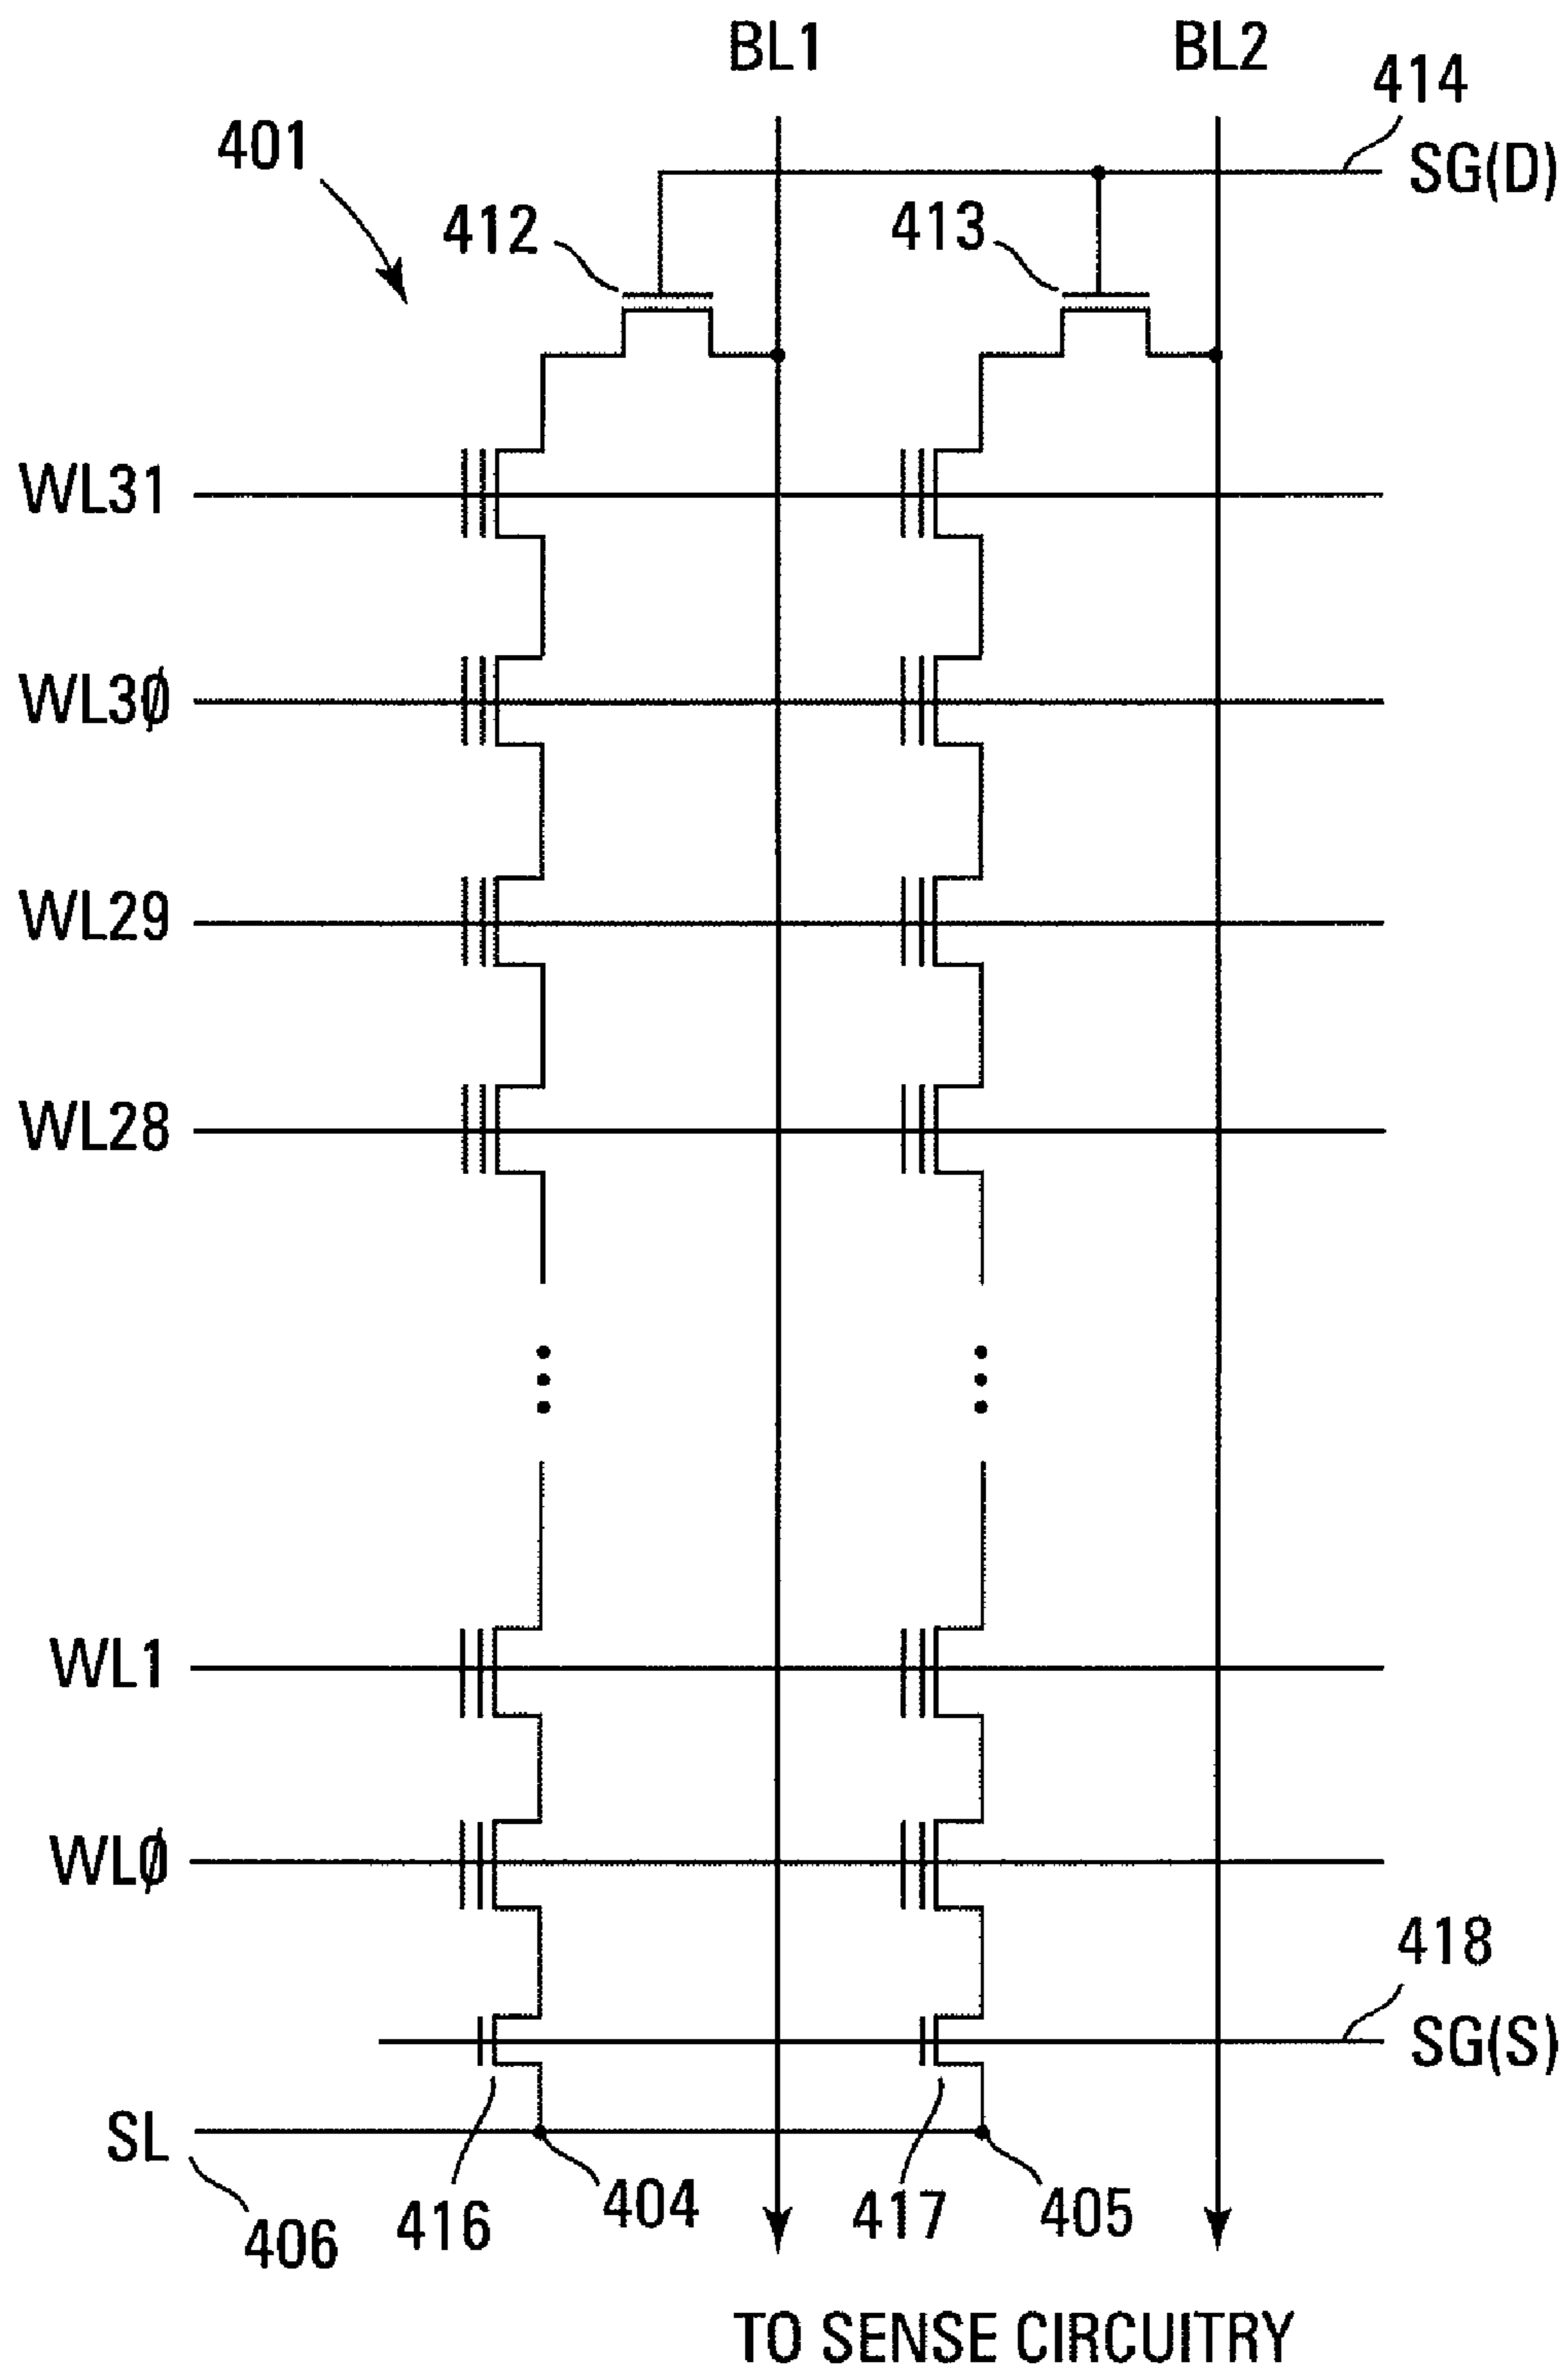 BL1
BL2
414
SG(D)
401
412
413
WL31
WL3Ø
WL29
WL28
WL1
WLØ
418
SG(S)
SL
406
416
404
417
405
TO SENSE CIRCUITRY